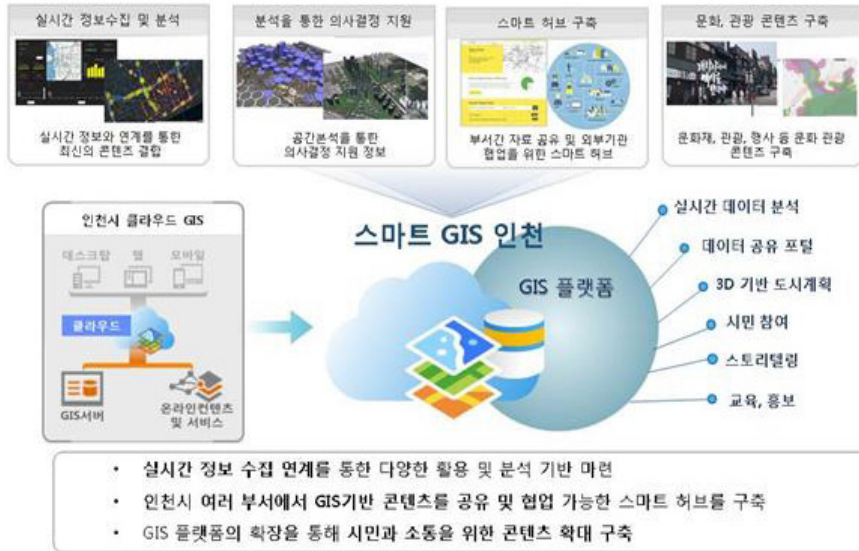 실시간 정보수집 및 분석
분석을 통한 의사결정 지원
스마트 허브 구축
문화, 관광 콘텐츠 구축
실시간 정보와 연계를 통한
최신의 콘텐츠 결합
공간분석을 통한
의사결정 지원 정보
부서간 자료 공유 및 외부기관
협업을 위한 스마트 허브
문화재, 관광, 행사 등 문화 관광
콘텐츠 구축
인천시 클라우드 GIS
데스크탑
웹
모바일
클라우드
GIS서버
온라인컨텐츠
및 서비스
스마트 GIS 인천
GIS 플랫폼
실시간 데이터 분석
데이터 공유 포털
3D 기반 도시계획
시민 참여
스토리텔링
교육, 홍보
• 실시간 정보 수집 연계를 통한 다양한 활용 및 분석 기반 마련
• 인천시 여러 부서에서 GIS기반 콘텐츠를 공유 및 협업 가능한 스마트 허브를 구축
• GIS 플랫폼의 확장을 통해 시민과 소통을 위한 콘텐츠 확대 구축